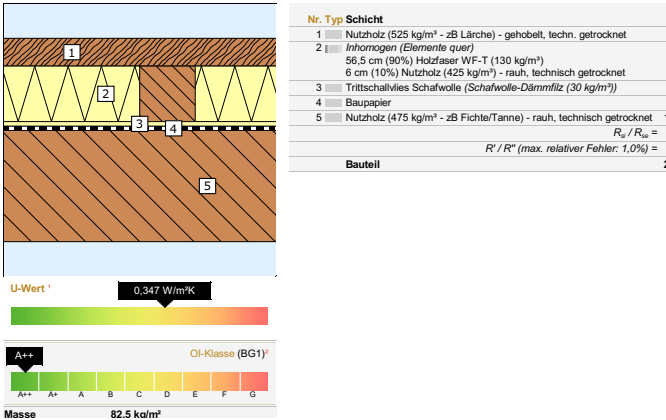 1
2
3
4
5
Nr. Typ Schicht
1 Nutzholz (525 kg/m³ - zB Lärche) - gehobelt, techn. getrocknet
2 Inhomogen (Elemente quer)
56,5 cm (90%) Holzfaser WF-T (130 kg/m³)
6 cm (10%) Nutzholz (425 kg/m³) - rauh, technisch getrocknet
3 Trittschallvlies Schafwolle (Schafwolle-Dämmfilz (30 kg/m³))
4 Baupapier
5 Nutzholz (475 kg/m³ - zB Fichte/Tanne) - rauh, technisch getrocknet
Rsi / Rse =
R' / R" (max. relativer Fehler: 1,0%) =
Bauteil 2
U-Wert ¹
0,347 W/m²K
A++
OI-Klasse (BG1)²
A++ A+ A B C D E F G
Masse 82,5 kg/m²